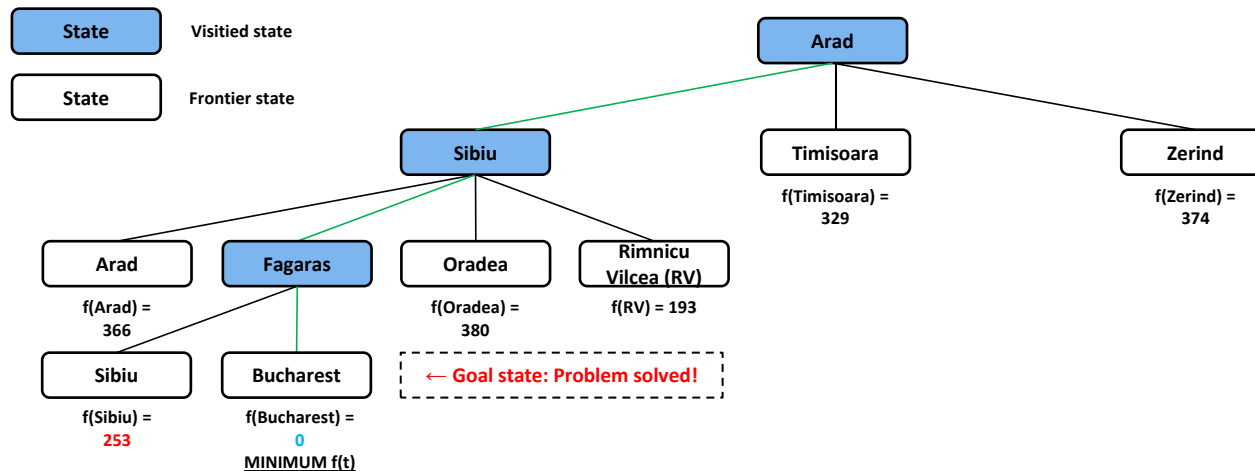 State
Visitied state
Arad
State
Frontier state
Sibiu
Timisoara
Zerind
f(Timisoara) =
329
f(Zerind) =
374
Arad
Fagaras
Oradea
Rimnicu
Vilcea (RV)
f(Arad) =
366
f(Oradea) =
380
f(RV) = 193
Sibiu
Bucharest
← Goal state: Problem solved!
f(Sibiu) =
253
f(Bucharest) =
0
MINIMUM f(t)